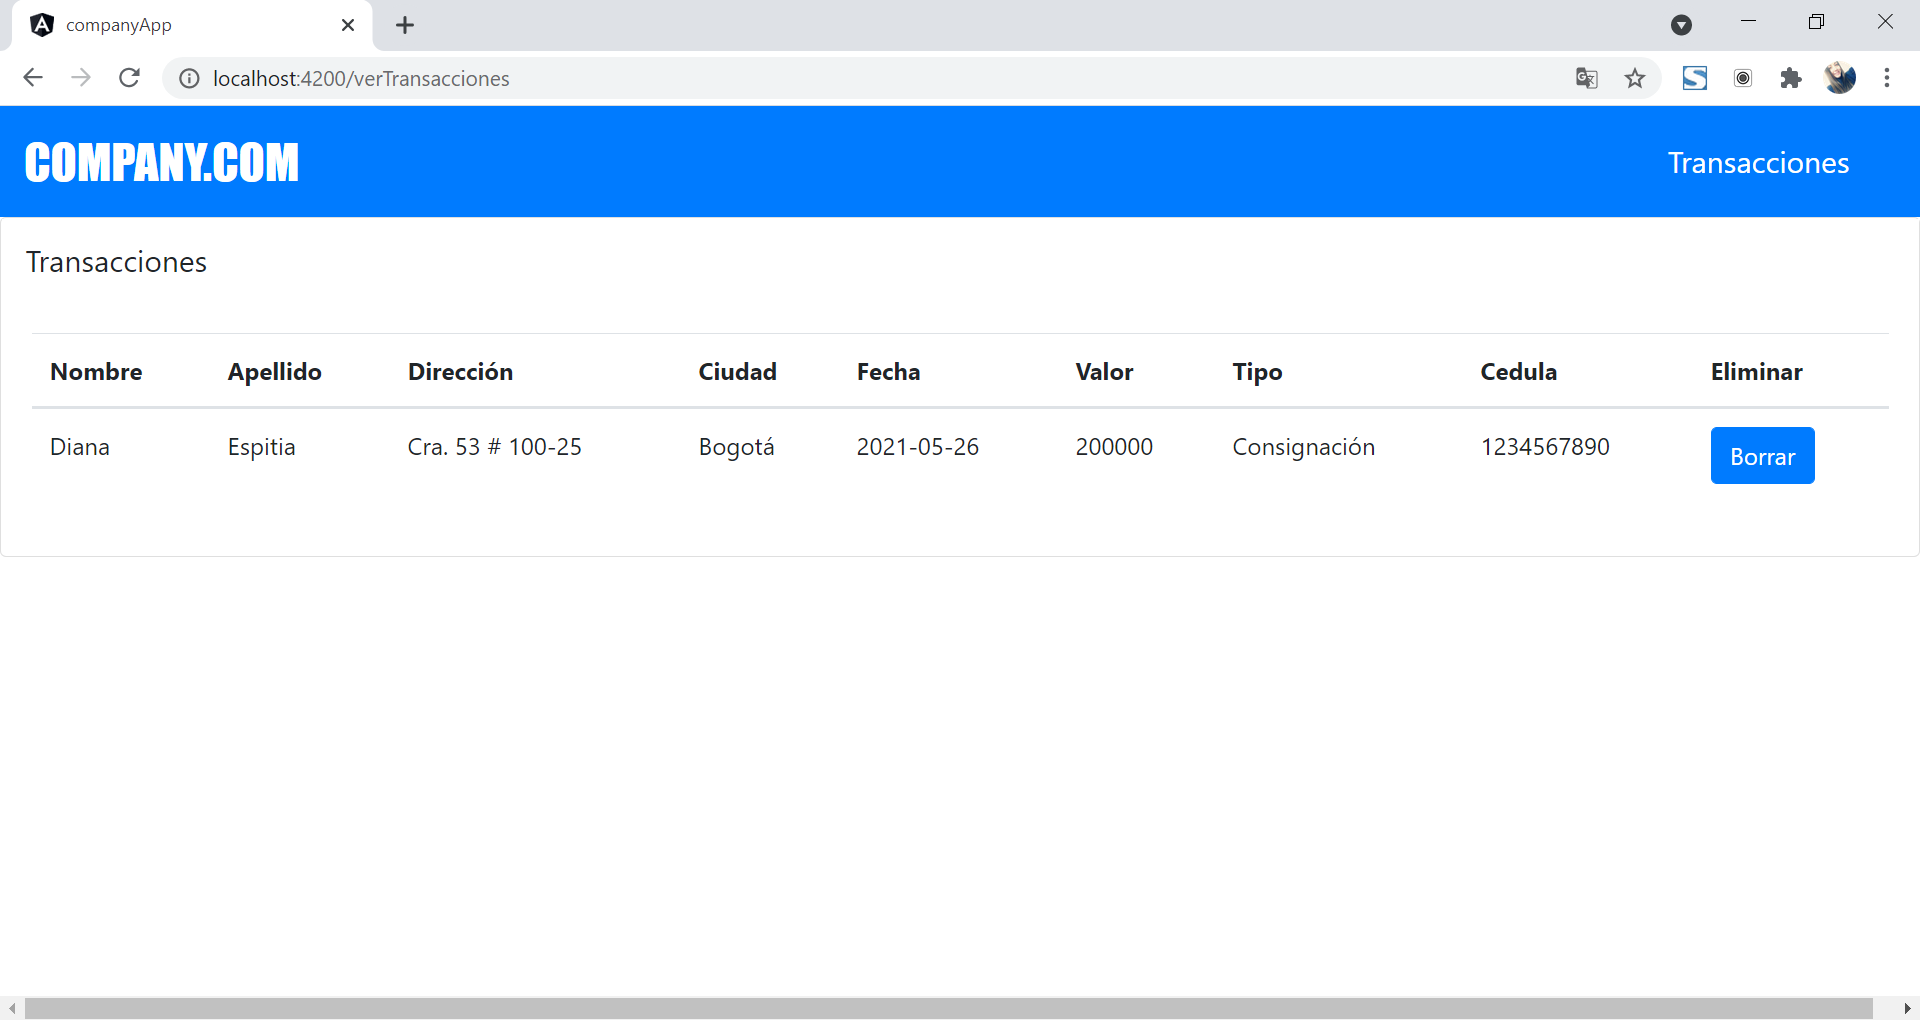 companyApp
localhost:4200/verTransacciones
COMPANY.COM
Transacciones
Transacciones
Nombre Apellido Dirección Ciudad Fecha Valor Tipo Cedula Eliminar
Diana Espitia Cra. 53 # 100-25 Bogotá 2021-05-26 200000 Consignación 1234567890 Borrar